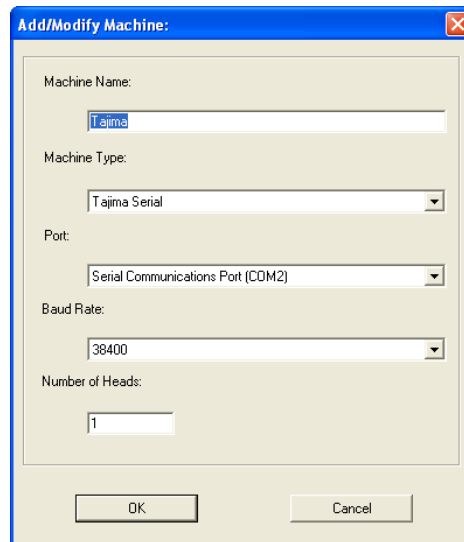 Add/Modify Machine:
Machine Name:
Tajima
Machine Type:
Tajima Serial
Port:
Serial Communications Port (COM2)
Baud Rate:
38400
Number of Heads:
1
OK
Cancel